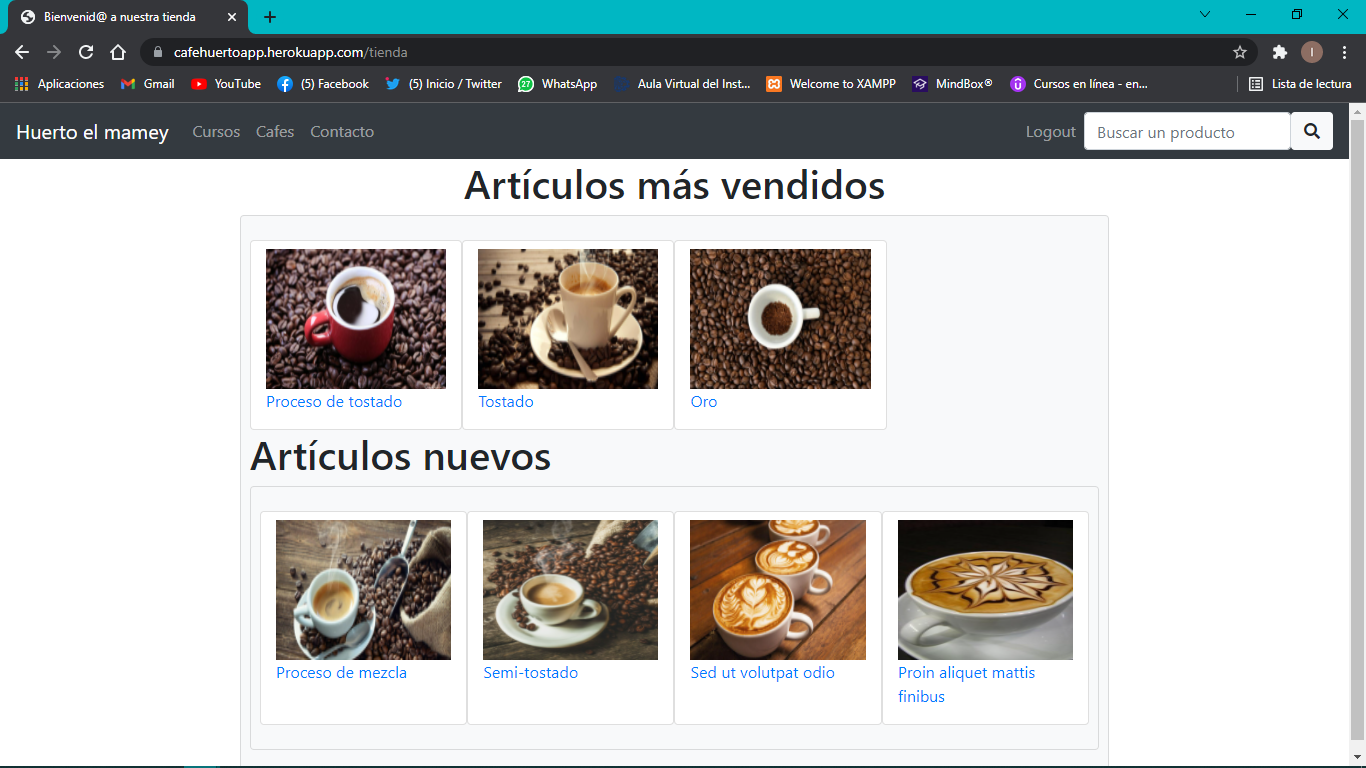 Bienvenid@ a nuestra tienda
cafehuertoapp.herokuapp.com/tienda
I
Aplicaciones Gmail YouTube (5) Facebook (5) Inicio / Twitter 27 WhatsApp Aula Virtual del Inst... Welcome to XAMPP MindBox® Cursos en línea - en... Lista de lectura
Huerto el mamey Cursos Cafes Contacto Logout Buscar un producto
Artículos más vendidos
Proceso de tostado Tostado Oro
Artículos nuevos
Proceso de mezcla Semi-tostado Sed ut volutpat odio Proin aliquet mattis
finibus